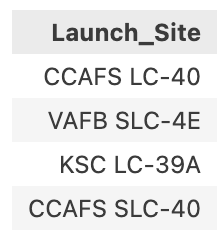 Launch_Site
CCAFS LC-40
VAFB SLC-4E
KSC LC-39A
CCAFS SLC-40